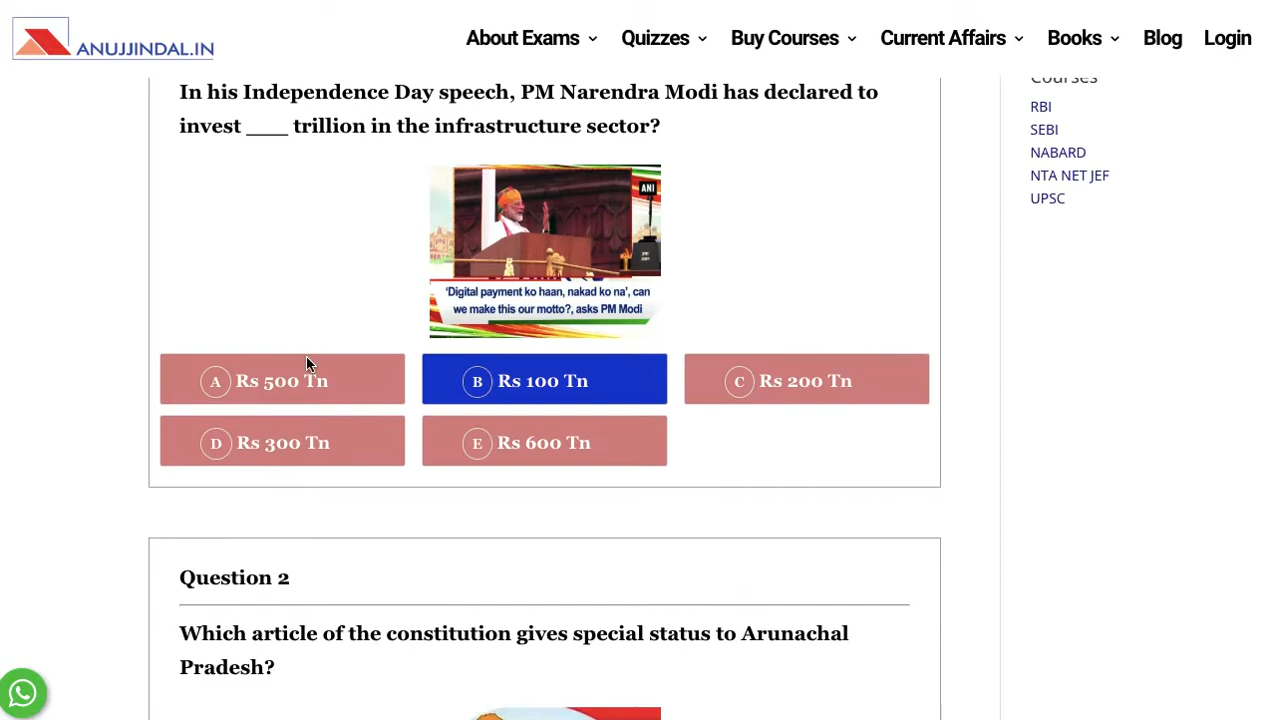 ANUJJINDAL.IN
About Exams
Quizzes
Buy Courses
Current Affairs
Books
Blog
Login
Courses
RBI
SEBI
NABARD
NTA NET JEF
UPSC
In his Independence Day speech, PM Narendra Modi has declared to
invest ___ trillion in the infrastructure sector?
ANI
'Digital payment ko haan, nakad ko na', can
we make this our motto?, asks PM Modi
A Rs 500 Tn
B Rs 100 Tn
C Rs 200 Tn
D Rs 300 Tn
E Rs 600 Tn
Question 2
Which article of the constitution gives special status to Arunachal
Pradesh?